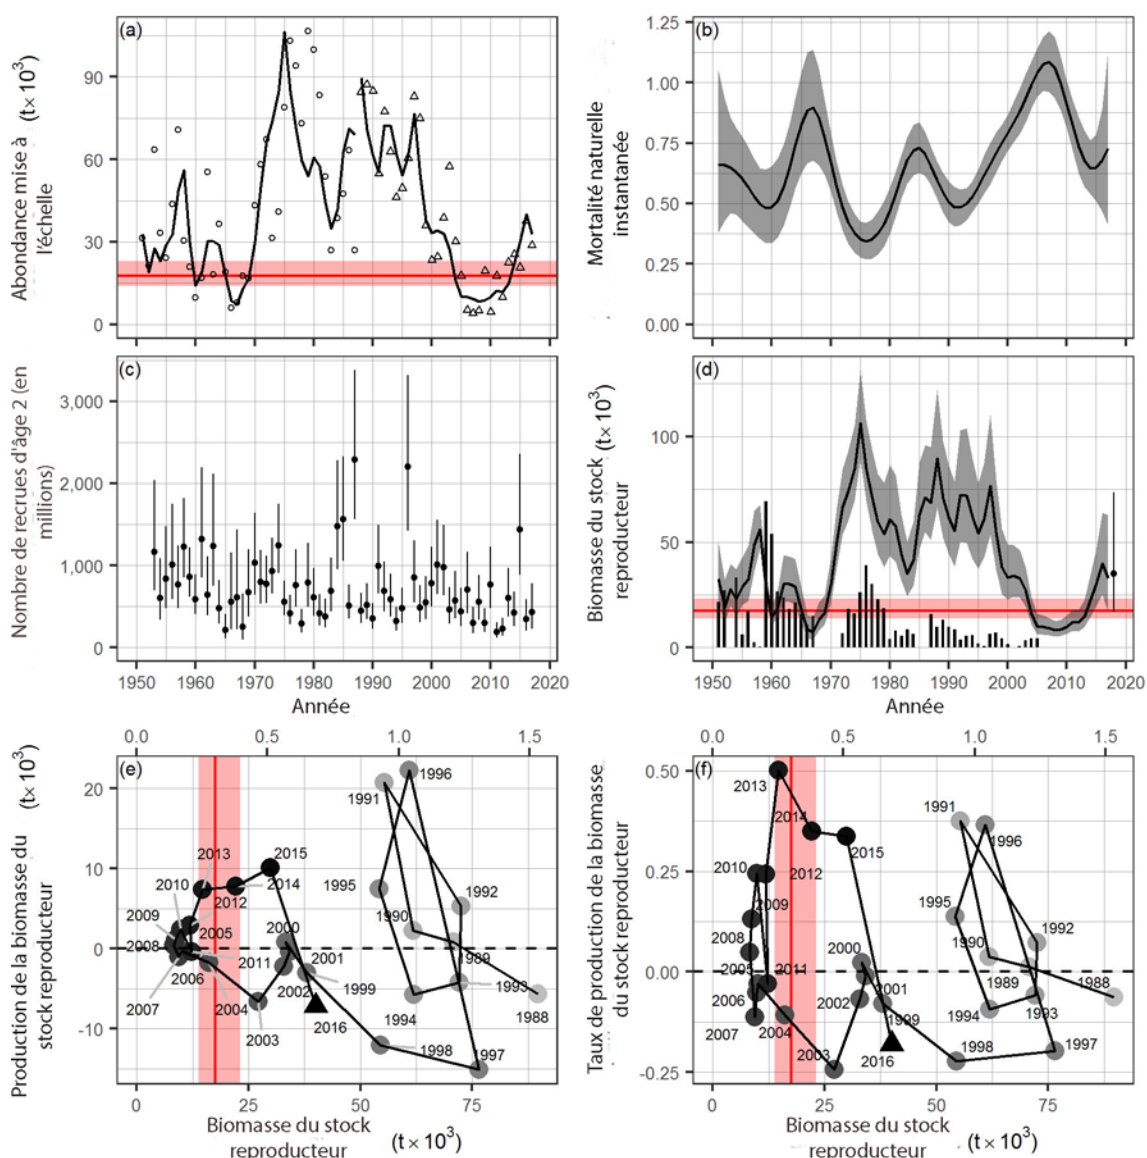 (a)
Abondance mise à
l'échelle
(t× 10³)
90
60
30
0
(b)
Mortalité naturelle
instantanée
1.25
1.00
0.75
0.50
0.25
0.00
(c)
Nombre de recrues d'âge 2 (en
millions)
3,000
2,000
1,000
0
1950 1960 1970 1980 1990 2000 2010 2020
Année
(d)
Biomasse du stock
reproducteur
(t× 10³)
100
50
0
1950 1960 1970 1980 1990 2000 2010 2020
Année
0.0 0.5 1.0 1.5
(e)
Production de la biomasse du
stock reproducteur
(t× 10³)
20
10
0
-10
1996
1991
2013
2015
2010
2014
1995
1992
2012
2009
2000
1990
2005
2008
2011
2001
1989
2006
2002
1999
1993
2007
2004
2016
1994
1988
2003
1998
1997
0 25 50 75
Biomasse du stock
reproducteur
(t × 10³)
0.0 0.5 1.0 1.5
(f)
Taux de production de la biomasse
du stock reproducteur
0.50
0.25
0.00
-0.25
2013
2014
1991
1996
2015
2010
2012
2009
1995
1992
2008
2000
1990
2005
2011
1989
1988
2006
2002
2001
2007
2004
1999
1994
1993
2003
2016
1998
1997
0 25 50 75
Biomasse du stock
reproducteur
(t × 10³)